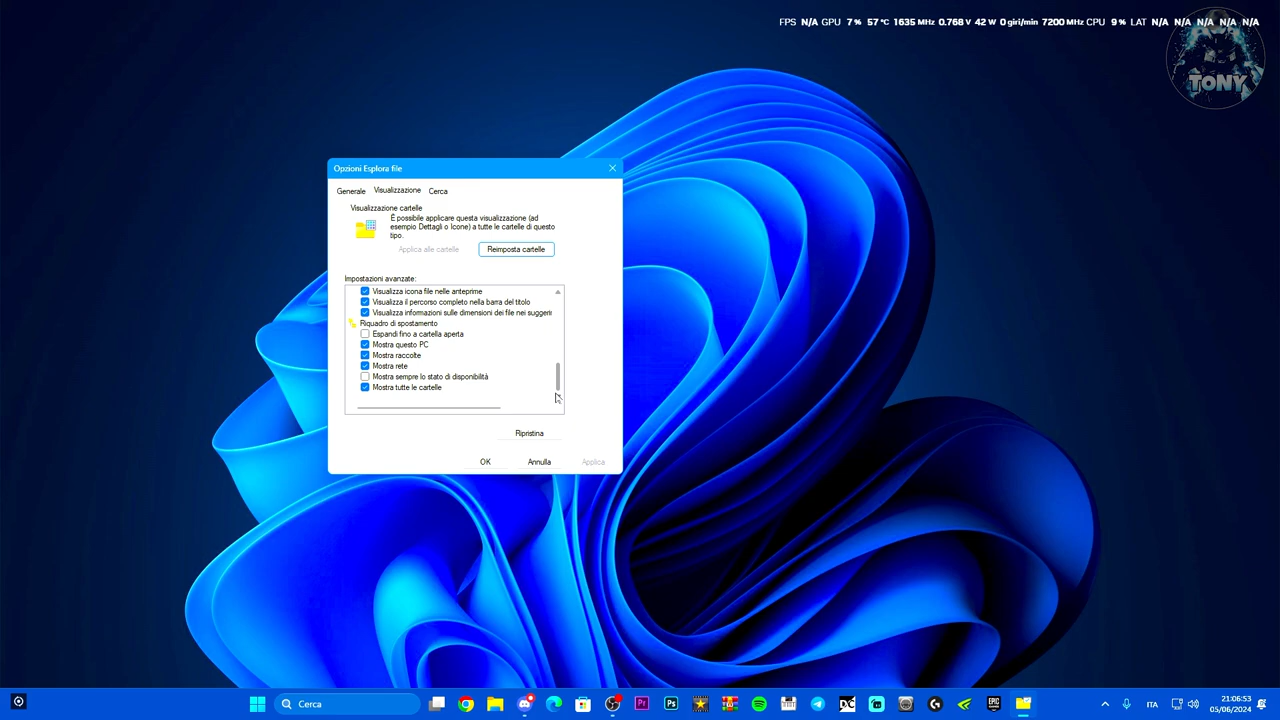 FPS N/A GPU 7 % 57 °C 1635 MHz 0.768 V 42 W 0 giri/min 7200 MHz CPU 9 % LAT N/A N/A N/A N/A N/A
TONY
Opzioni Esplora file
Generale Visualizzazione Cerca
Visualizzazione cartelle
È possibile applicare questa visualizzazione (ad
esempio Dettagli o Icone) a tutte le cartelle di questo
tipo.
Applica alle cartelle Reimposta cartelle
Impostazioni avanzate:
Visualizza icona file nelle anteprime
Visualizza il percorso completo nella barra del titolo
Visualizza informazioni sulle dimensioni dei file nei suggerin
Riquadro di spostamento
Espandi fino a cartella aperta
Mostra questo PC
Mostra raccolte
Mostra rete
Mostra sempre lo stato di disponibilità
Mostra tutte le cartelle
Ripristina
OK Annulla Applica
Cerca
Pr
Ps
EPIC
ITA
21:06:53
05/06/2024